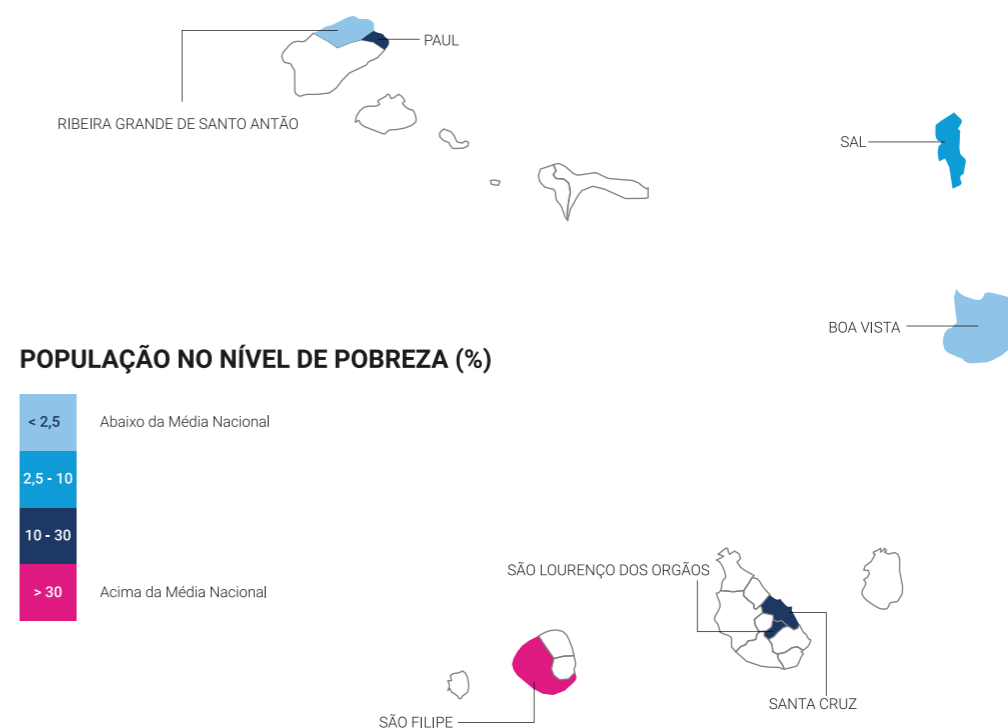 PAUL
RIBEIRA GRANDE DE SANTO ANTÃO
SAL
BOA VISTA
POPULAÇÃO NO NÍVEL DE POBREZA (%)
< 2,5 Abaixo da Média Nacional
2,5 - 10
10 - 30
> 30 Acima da Média Nacional
SÃO LOURENÇO DOS ORGÃOS
SANTA CRUZ
SÃO FILIPE